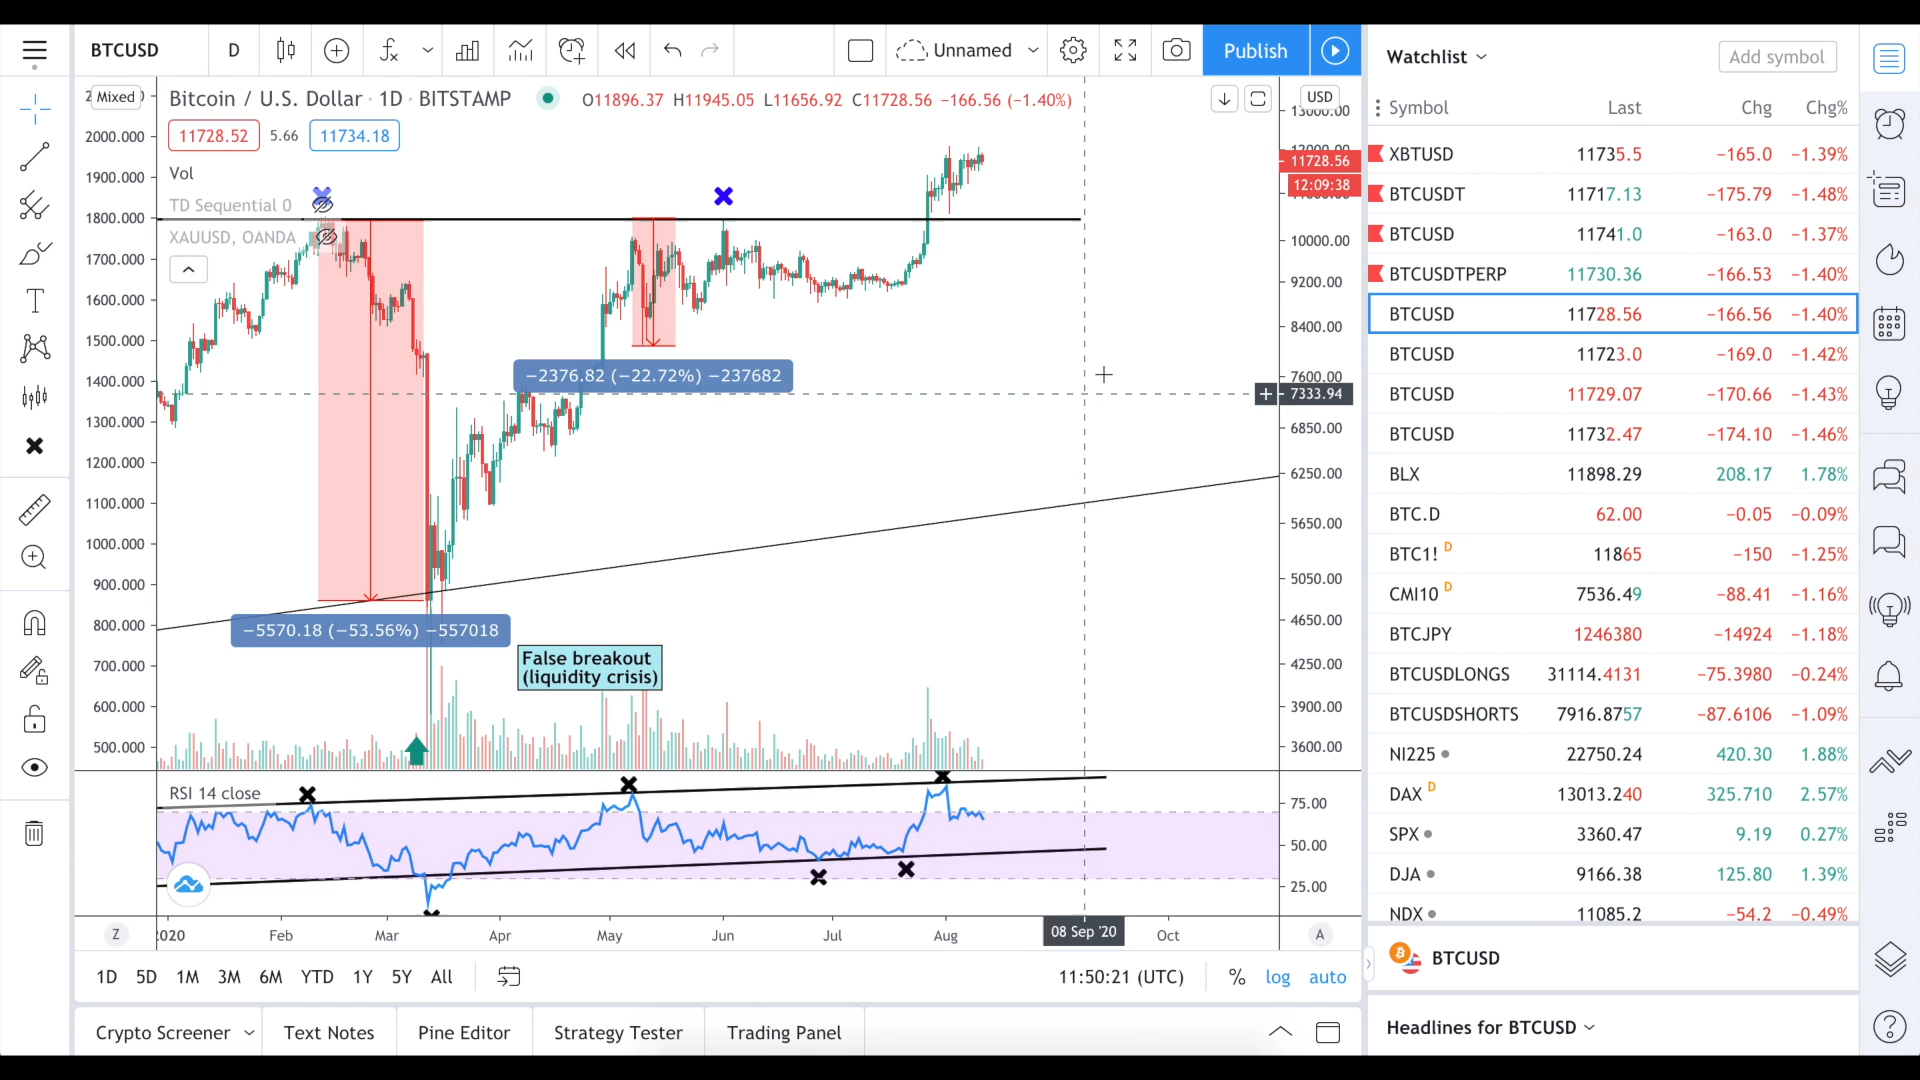 BTCUSD D Unnamed Publish
Mixed Bitcoin / U.S. Dollar · 1D · BITSTAMP O11896.37 H11945.05 L11656.92 C11728.56 −166.56 (−1.40%) USD
11728.52 5.66 11734.18
Vol
TD Sequential 0
XAUUSD, OANDA
2000.000
1900.000
1800.000
1700.000
1600.000
1500.000
1400.000
1300.000
1200.000
1100.000
1000.000
900.000
800.000
700.000
600.000
500.000
−2376.82 (−22.72%) −237682
−5570.18 (−53.56%) −557018
False breakout
(liquidity crisis)
13000.00
11728.56
12:09:38
10000.00
9200.00
8400.00
7600.00
7333.94
6850.00
6250.00
5650.00
5050.00
4650.00
4250.00
3900.00
3600.00
RSI 14 close
75.00
50.00
25.00
Z 2020 Feb Mar Apr May Jun Jul Aug 08 Sep '20 Oct A
1D 5D 1M 3M 6M YTD 1Y 5Y All 11:50:21 (UTC) % log auto
Crypto Screener Text Notes Pine Editor Strategy Tester Trading Panel
Watchlist Add symbol
Symbol Last Chg Chg%
XBTUSD 11735.5 −165.0 −1.39%
BTCUSDT 11717.13 −175.79 −1.48%
BTCUSD 11741.0 −163.0 −1.37%
BTCUSDTPERP 11730.36 −166.53 −1.40%
BTCUSD 11728.56 −166.56 −1.40%
BTCUSD 11723.0 −169.0 −1.42%
BTCUSD 11729.07 −170.66 −1.43%
BTCUSD 11732.47 −174.10 −1.46%
BLX 11898.29 208.17 1.78%
BTC.D 62.00 −0.05 −0.09%
BTC1! D 11865 −150 −1.25%
CMI10 D 7536.49 −88.41 −1.16%
BTCJPY 1246380 −14924 −1.18%
BTCUSDLONGS 31114.4131 −75.3980 −0.24%
BTCUSDSHORTS 7916.8757 −87.6106 −1.09%
NI225 22750.24 420.30 1.88%
DAX D 13013.240 325.710 2.57%
SPX 3360.47 9.19 0.27%
DJA 9166.38 125.80 1.39%
NDX 11085.2 −54.2 −0.49%
BTCUSD
Headlines for BTCUSD